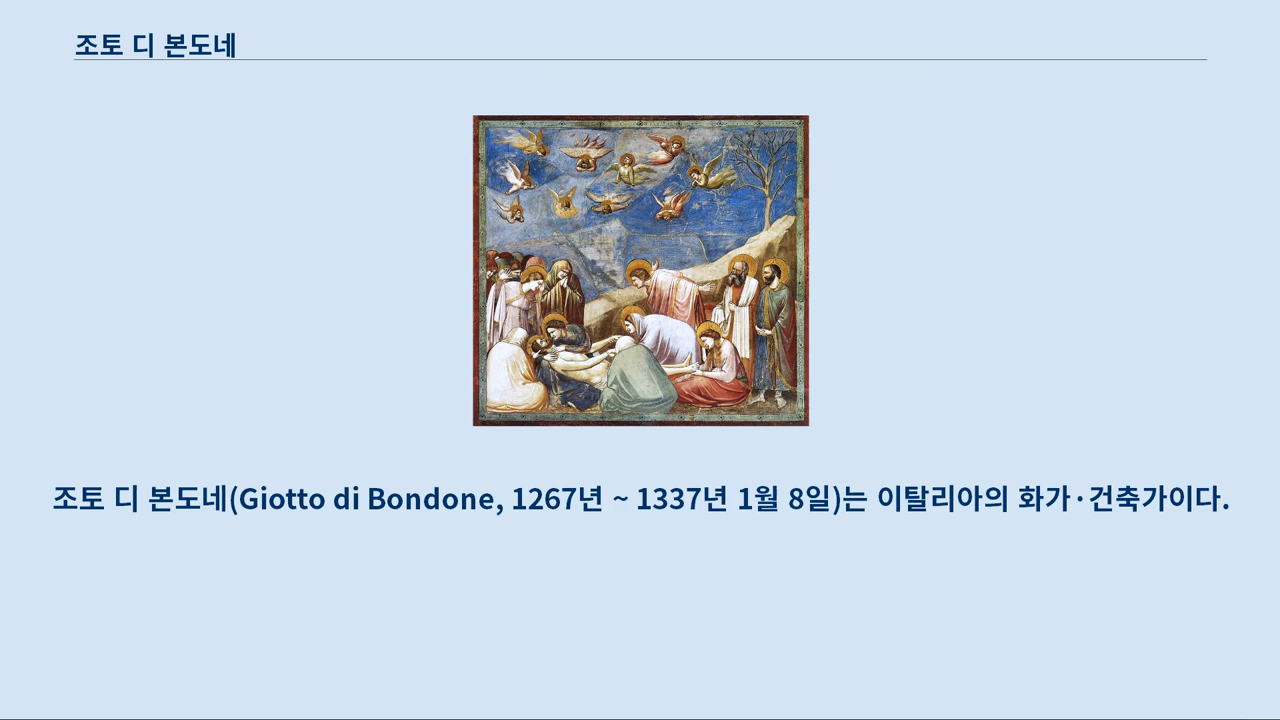 조토 디 본도네
조토 디 본도네(Giotto di Bondone, 1267년 ~ 1337년 1월 8일)는 이탈리아의 화가·건축가이다.